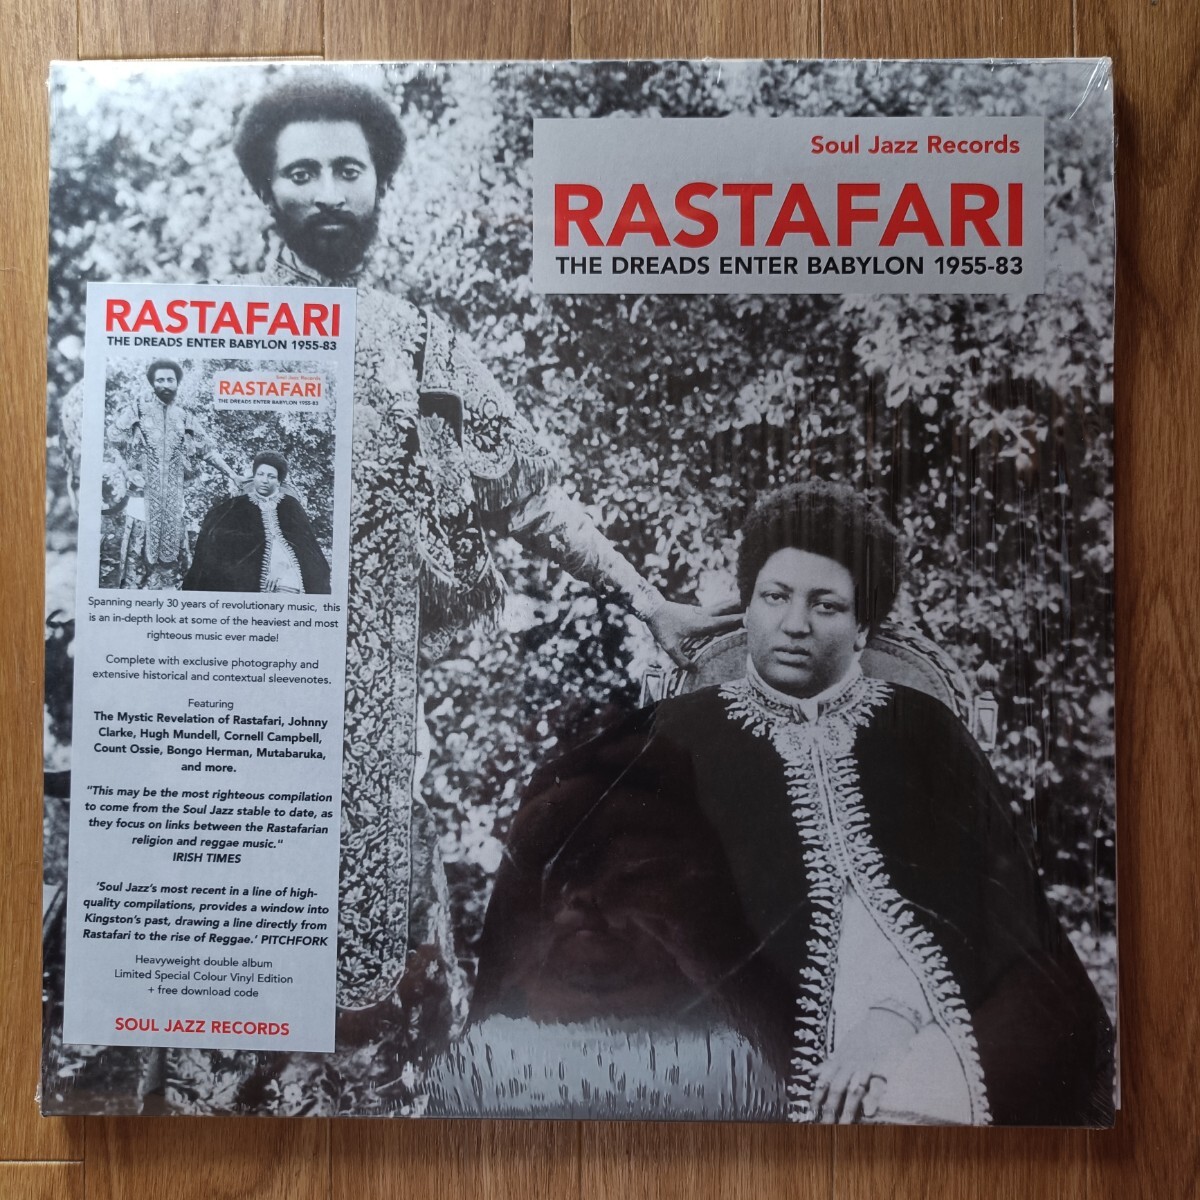 Soul Jazz Records
RASTAFARI
THE DREADS ENTER BABYLON 1955-83
RASTAFARI
THE DREADS ENTER BABYLON 1955-83
Soul Jazz Records
RASTAFARI
THE DREADS ENTER BABYLON 1955-83
Spanning nearly 30 years of revolutionary music, this
is an in-depth look at some of the heaviest and most
righteous music ever made!
Complete with exclusive photography and
extensive historical and contextual sleevenotes.
Featuring
The Mystic Revelation of Rastafari, Johnny
Clarke, Hugh Mundell, Cornell Campbell,
Count Ossie, Bongo Herman, Mutabaruka,
and more.
"This may be the most righteous compilation
to come from the Soul Jazz stable to date, as
they focus on links between the Rastafarian
religion and reggae music."
IRISH TIMES
'Soul Jazz's most recent in a line of high-
quality compilations, provides a window into
Kingston's past, drawing a line directly from
Rastafari to the rise of Reggae.' PITCHFORK
Heavyweight double album
Limited Special Colour Vinyl Edition
+ free download code
SOUL JAZZ RECORDS